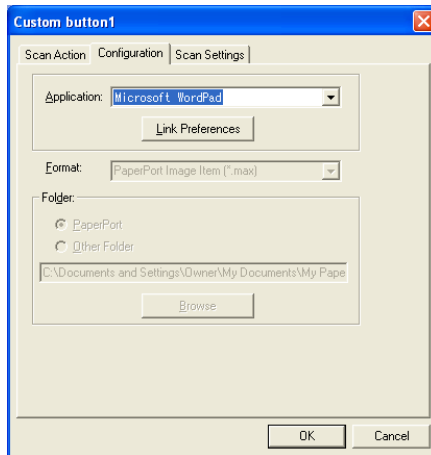 Custom button1
Scan Action Configuration Scan Settings
Application: Microsoft WordPad
Link Preferences
Format: PaperPort Image Item (*.max)
Folder:
PaperPort
Other Folder
C:\Documents and Settings\Owner\My Documents\My Pape
Browse
OK Cancel